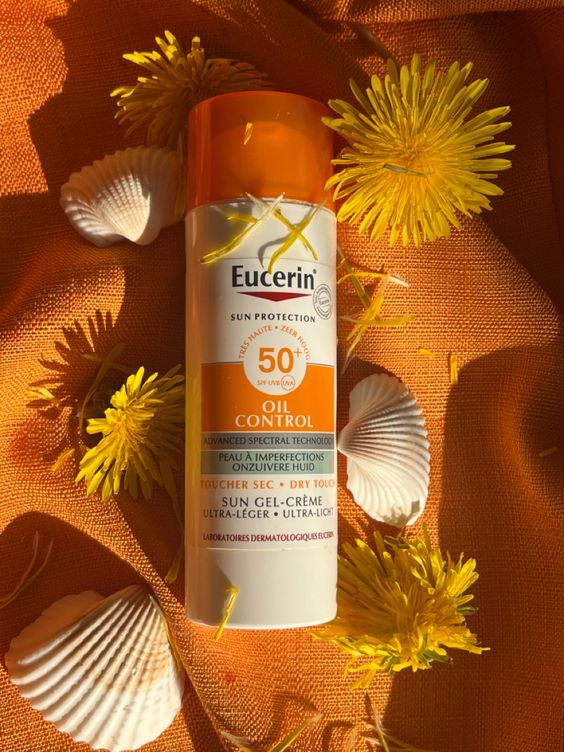 Eucerin®
SUN PROTECTION
TRÈS HAUTE • ZEER HOOG
50+
SPF UVB UVA
OIL
CONTROL
ADVANCED SPECTRAL TECHNOLOGY
PEAU À IMPERFECTIONS
ONZUIVERE HUID
TOUCHER SEC • DRY TOUCH
SUN GEL-CRÈME
ULTRA-LÉGER • ULTRA-LICHT
LABORATOIRES DERMATOLOGIQUES EUCERIN